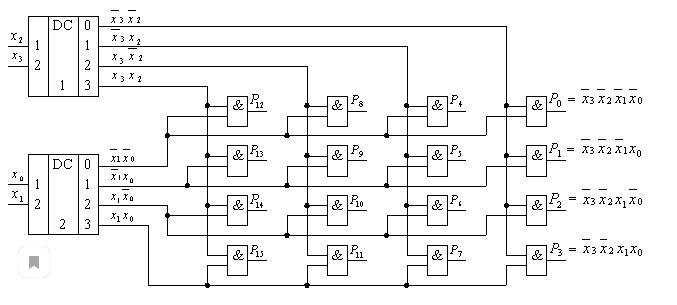 DC 0 x̅₃ x̅₂
x₂ 1 1 x̅₃ x₂
x₃ 2 2 x₃ x̅₂
1 3 x₃ x₂
& P₁₂ & P₈ & P₄ & P₀ = x̅₃ x̅₂ x̅₁ x̅₀
DC 0 x̅₁ x̅₀
& P₁₃ & P₉ & P₅ & P₁ = x̅₃ x̅₂ x̅₁ x₀
x₀ 1 1 x̅₁ x₀
x₁ 2 2 x₁ x̅₀
& P₁₄ & P₁₀ & P₆ & P₂ = x̅₃ x̅₂ x₁ x̅₀
2 3 x₁ x₀
& P₁₅ & P₁₁ & P₇ & P₃ = x̅₃ x̅₂ x₁ x₀